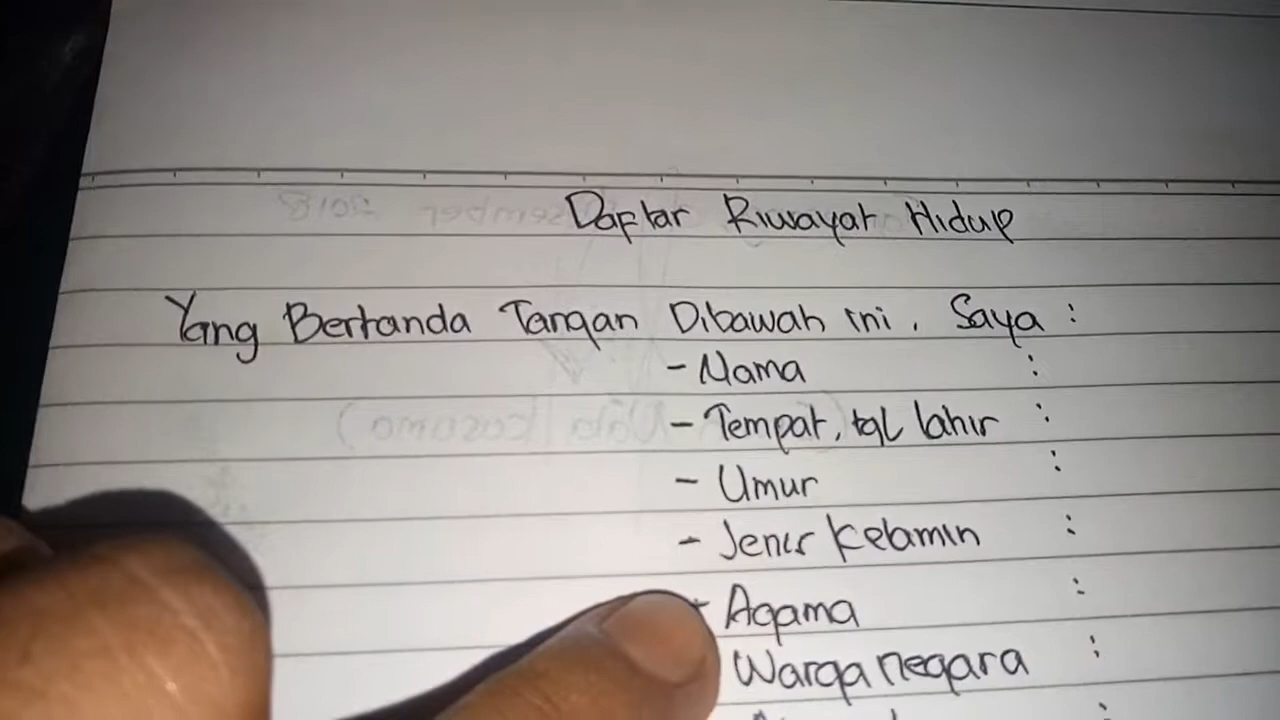 Daftar Riwayat Hidup
Yang Bertanda Tangan Dibawah ini, Saya :
- Nama :
- Tempat, tgl lahir :
- Umur :
- Jenis Kelamin :
- Agama :
Warga negara :